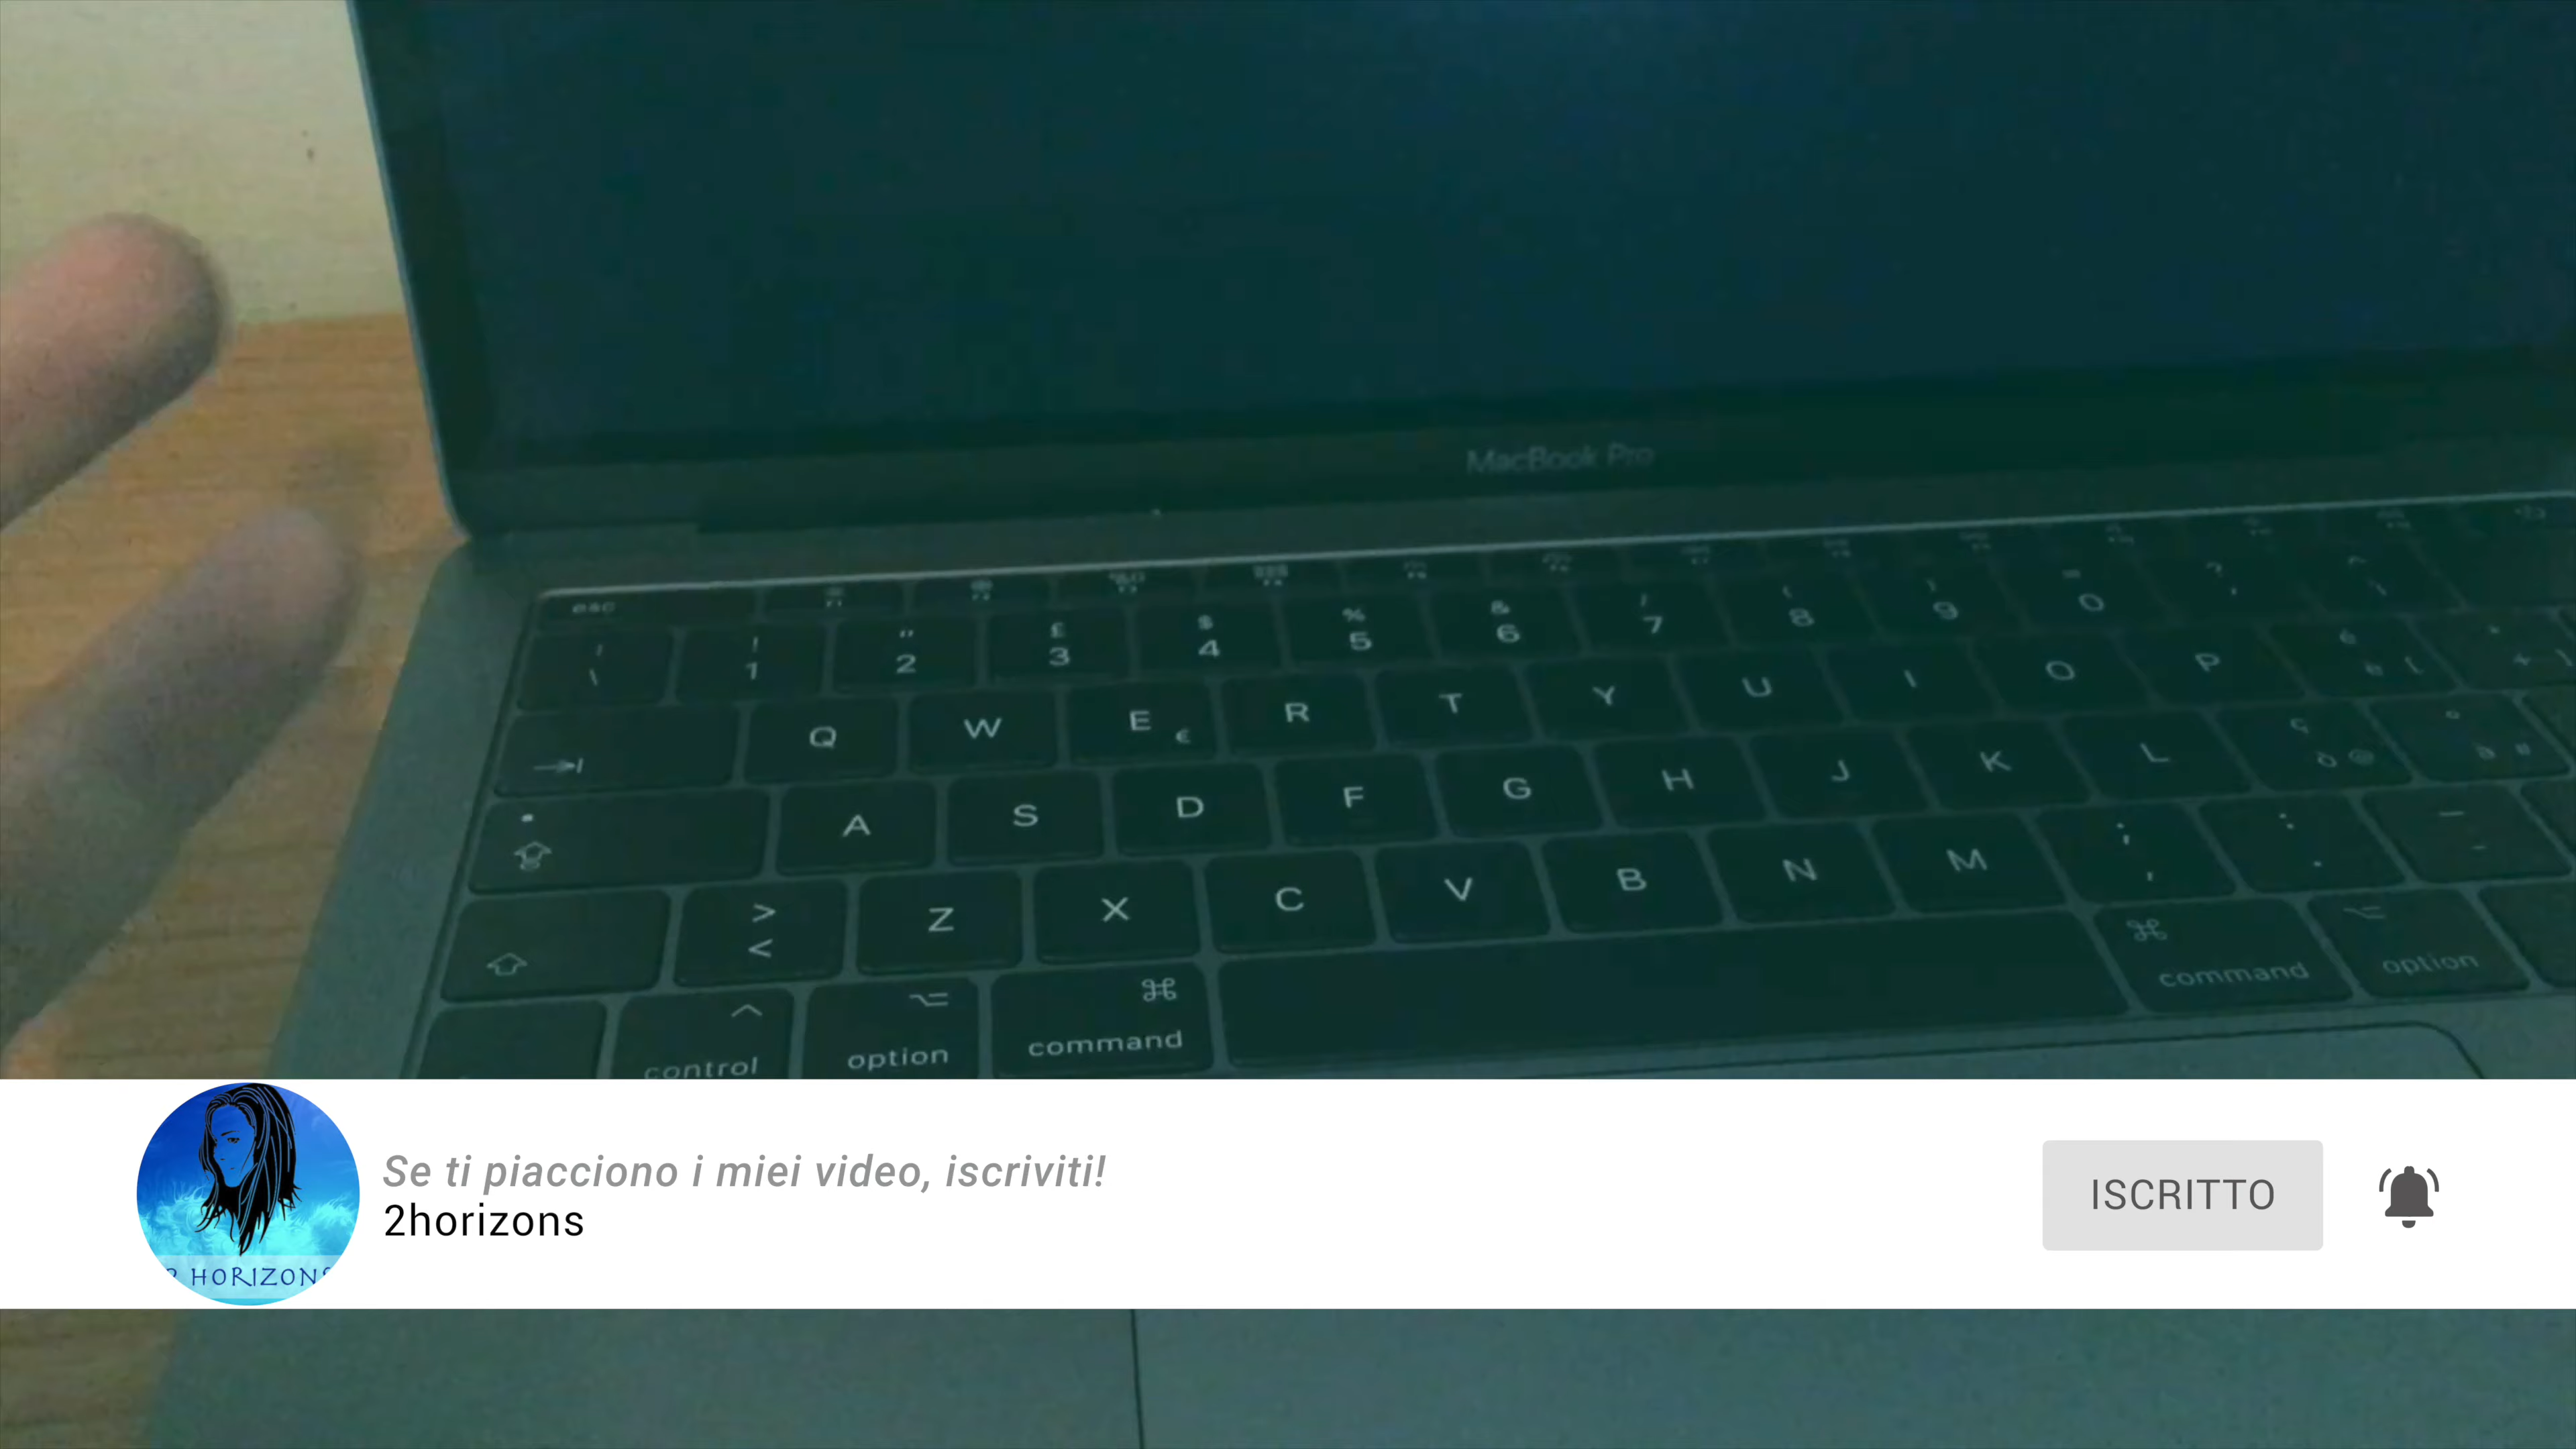 MacBook Pro
esc
! 1 " 2 £ 3 $ 4 % 5 & 6 / 7 ( 8 ) 9 = 0 ? ' ^
Q W E € R T Y U I O P é è [ * + ]
A S D F G H J K L ç ò @ ° à #
> < Z X C V B N M ; , : . _ -
⌘ command ⌥ option
^ control ⌥ option ⌘ command
Se ti piacciono i miei video, iscriviti!
2horizons
ISCRITTO
HORIZONS